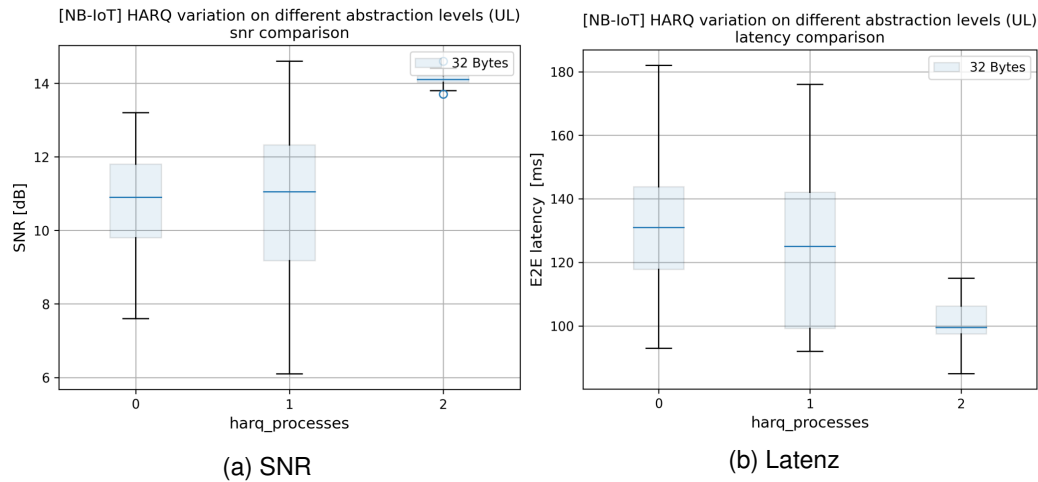 [NB-IoT] HARQ variation on different abstraction levels (UL)
snr comparison
32 Bytes
SNR [dB]
14
12
10
8
6
0
1
2
harq_processes
(a) SNR
[NB-IoT] HARQ variation on different abstraction levels (UL)
latency comparison
32 Bytes
E2E latency [ms]
180
160
140
120
100
0
1
2
harq_processes
(b) Latenz